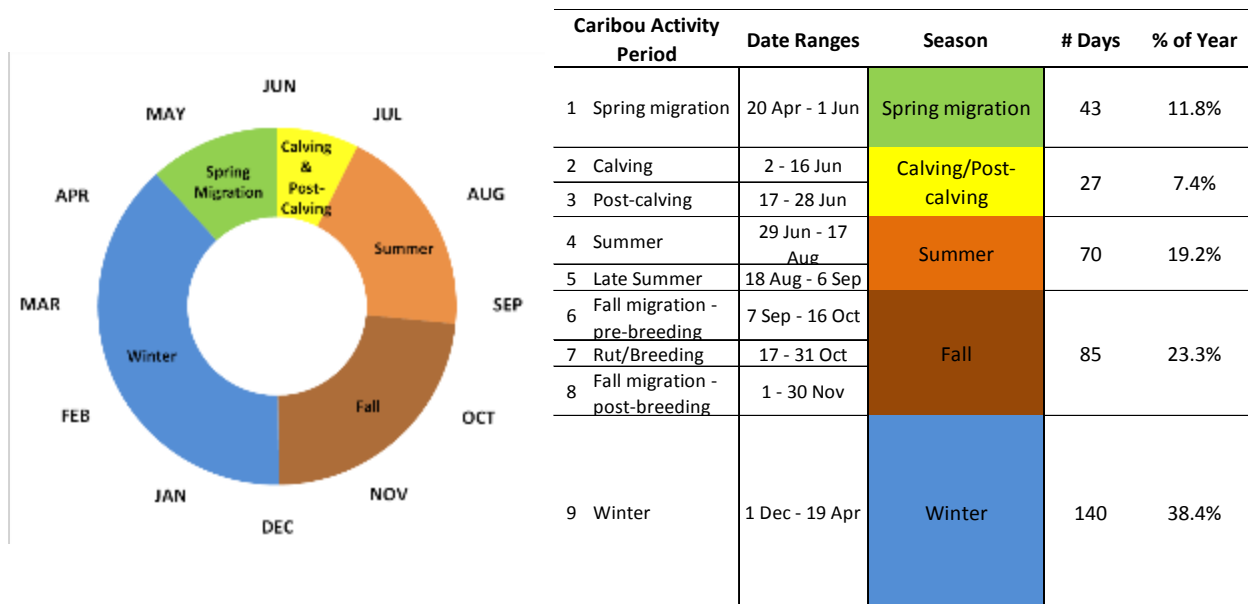 JUN
MAY
JUL
APR
AUG
MAR
SEP
FEB
OCT
JAN
NOV
DEC
Spring
Migration
Calving
&
Post-
Calving
Summer
Fall
Winter
Caribou Activity
Period
Date Ranges
Season
# Days
% of Year
1 Spring migration
20 Apr - 1 Jun
Spring migration
43
11.8%
2 Calving
2 - 16 Jun
3 Post-calving
17 - 28 Jun
Calving/Post-
calving
27
7.4%
4 Summer
29 Jun - 17
Aug
5 Late Summer
18 Aug - 6 Sep
Summer
70
19.2%
6 Fall migration -
pre-breeding
7 Sep - 16 Oct
7 Rut/Breeding
17 - 31 Oct
8 Fall migration -
post-breeding
1 - 30 Nov
Fall
85
23.3%
9 Winter
1 Dec - 19 Apr
Winter
140
38.4%